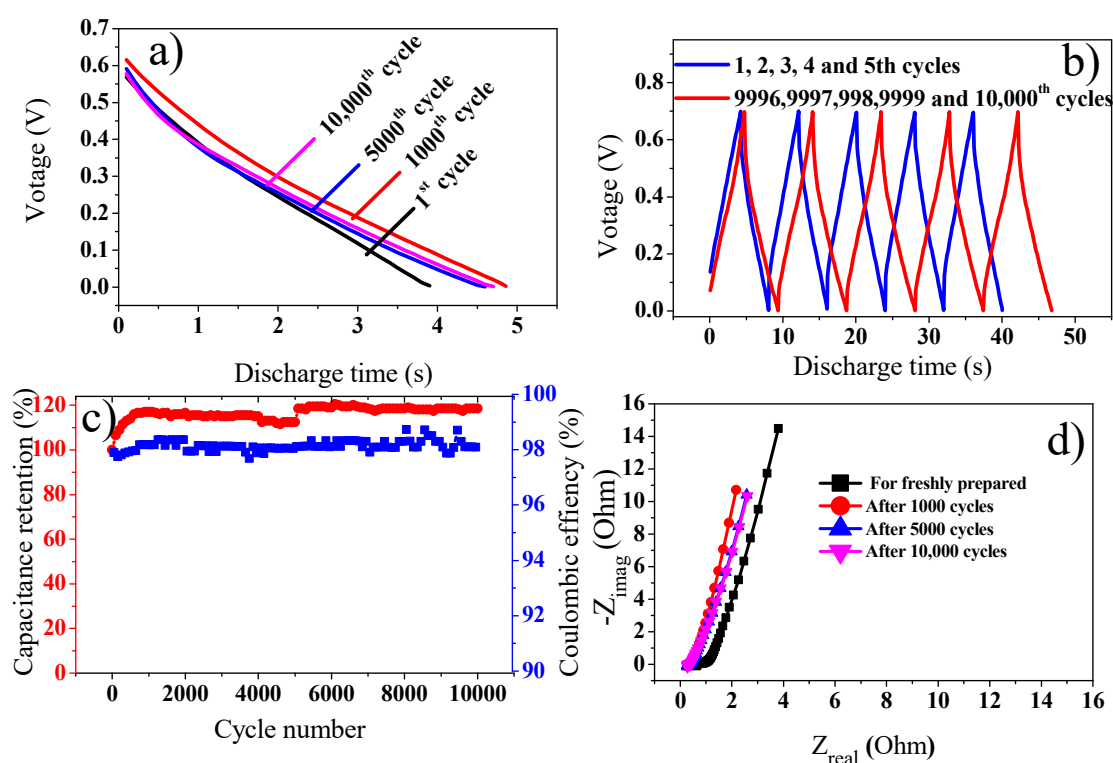 a)
Votage (V)
0.7
0.6
0.5
0.4
0.3
0.2
0.1
0.0
10,000th cycle
5000th cycle
1000th cycle
1st cycle
0 1 2 3 4 5
Discharge time (s)
b)
Votage (V)
0.8
0.6
0.4
0.2
0.0
1, 2, 3, 4 and 5th cycles
9996,9997,998,9999 and 10,000th cycles
0 10 20 30 40 50
Discharge time (s)
c)
Capacitance retention (%)
120
100
80
60
40
20
0
Coulombic effiency (%)
100
98
96
94
92
90
0 2000 4000 6000 8000 10000
Cycle number
d)
-Zimag (Ohm)
16
14
12
10
8
6
4
2
0
For freshly prepared
After 1000 cycles
After 5000 cycles
After 10,000 cycles
0 2 4 6 8 10 12 14 16
Zreal (Ohm)